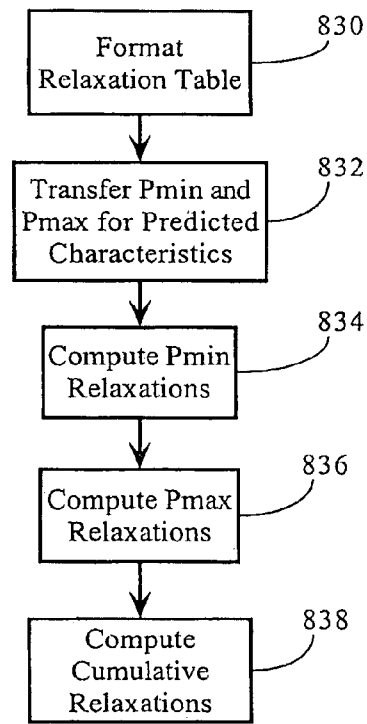 830
Format
Relaxation Table
832
Transfer Pmin and
Pmax for Predicted
Characteristics
834
Compute Pmin
Relaxations
836
Compute Pmax
Relaxations
838
Compute
Cumulative
Relaxations